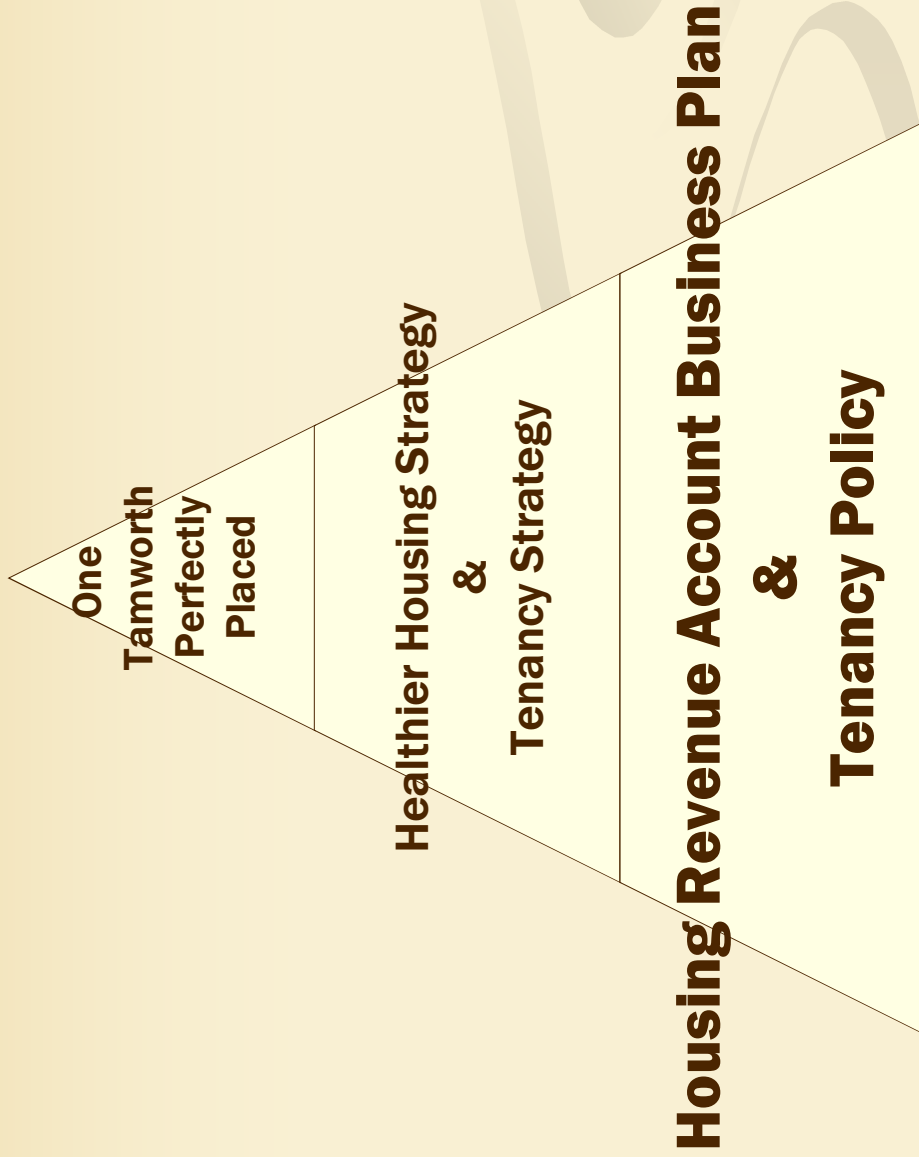 One
Tamworth
Perfectly
Placed
Healthier Housing Strategy
&
Tenancy Strategy
Housing Revenue Account Business Plan
&
Tenancy Policy